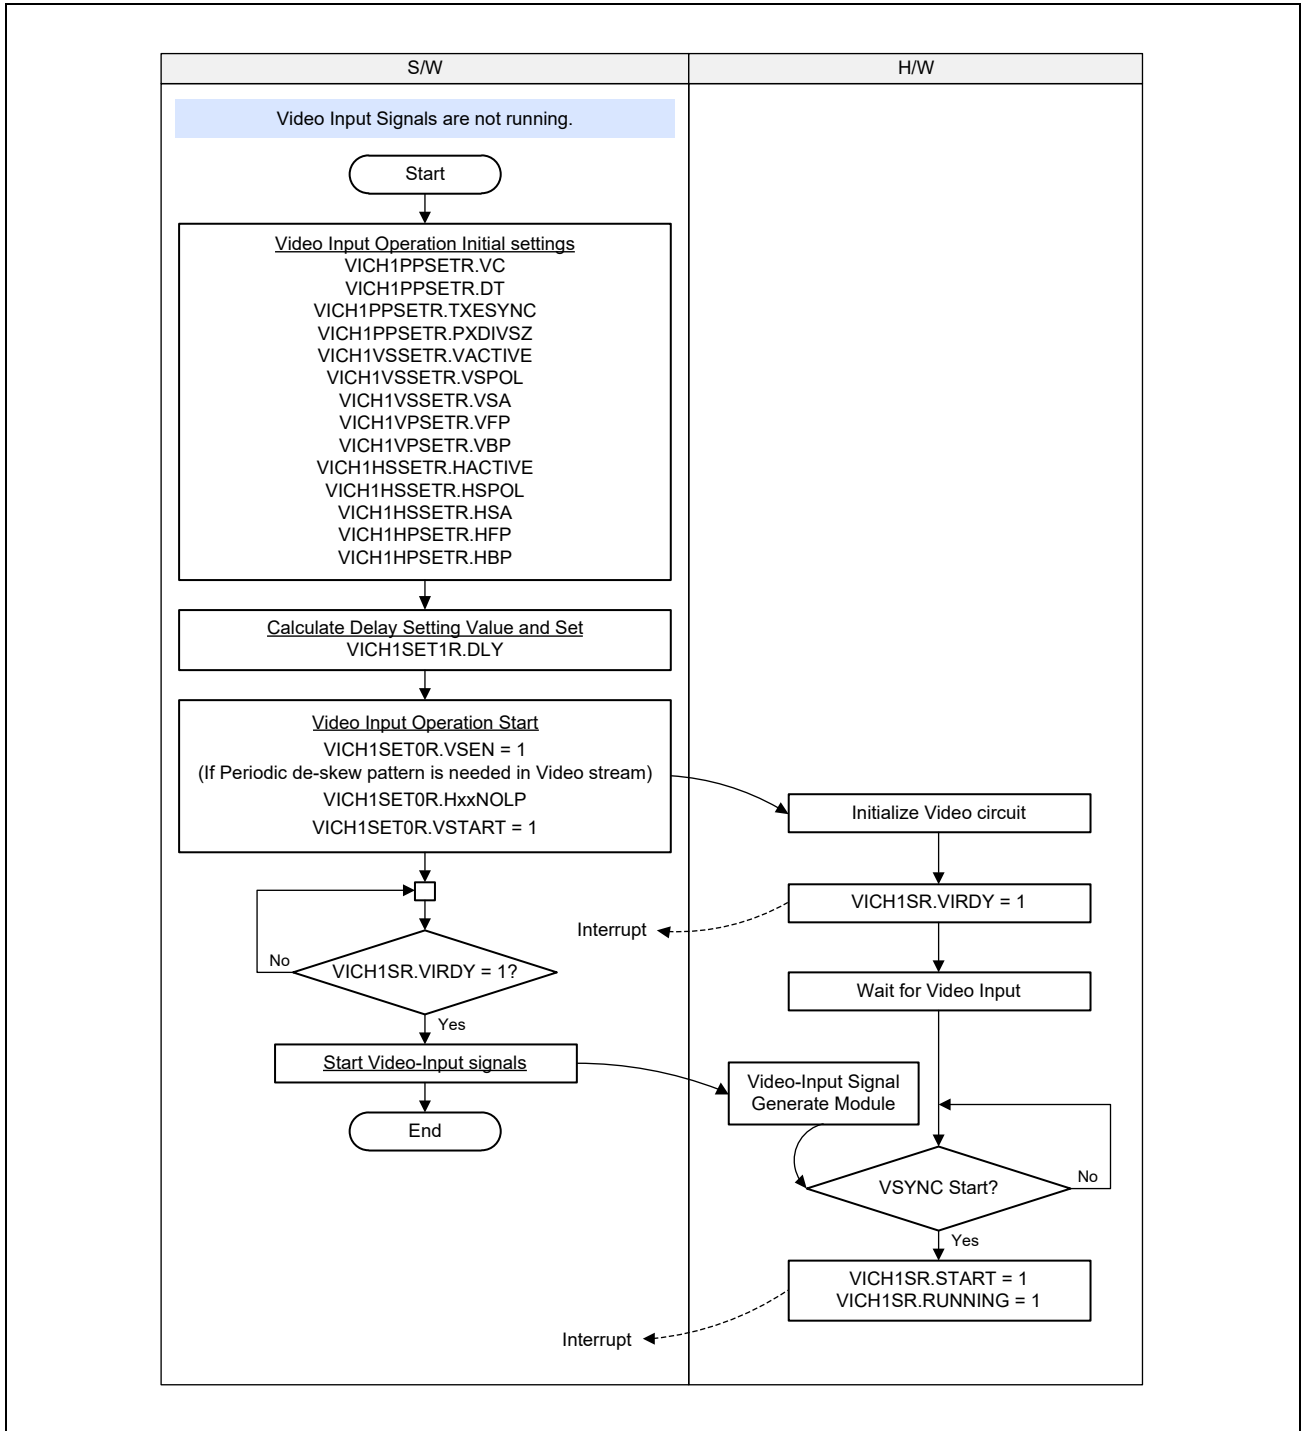 S/W
H/W
Video Input Signals are not running.
Start
Video Input Operation Initial settings
VICH1PPSETR.VC
VICH1PPSETR.DT
VICH1PPSETR.TXESYNC
VICH1PPSETR.PXDIVSZ
VICH1VSSETR.VACTIVE
VICH1VSSETR.VSPOL
VICH1VSSETR.VSA
VICH1VPSETR.VFP
VICH1VPSETR.VBP
VICH1HSSETR.HACTIVE
VICH1HSSETR.HSPOL
VICH1HSSETR.HSA
VICH1HPSETR.HFP
VICH1HPSETR.HBP
Calculate Delay Setting Value and Set
VICH1SET1R.DLY
Video Input Operation Start
VICH1SET0R.VSEN = 1
(If Periodic de-skew pattern is needed in Video stream)
VICH1SET0R.HxxNOLP
VICH1SET0R.VSTART = 1
Initialize Video circuit
VICH1SR.VIRDY = 1
Interrupt
No
VICH1SR.VIRDY = 1?
Yes
Wait for Video Input
Start Video-Input signals
Video-Input Signal
Generate Module
End
VSYNC Start?
No
Yes
VICH1SR.START = 1
VICH1SR.RUNNING = 1
Interrupt